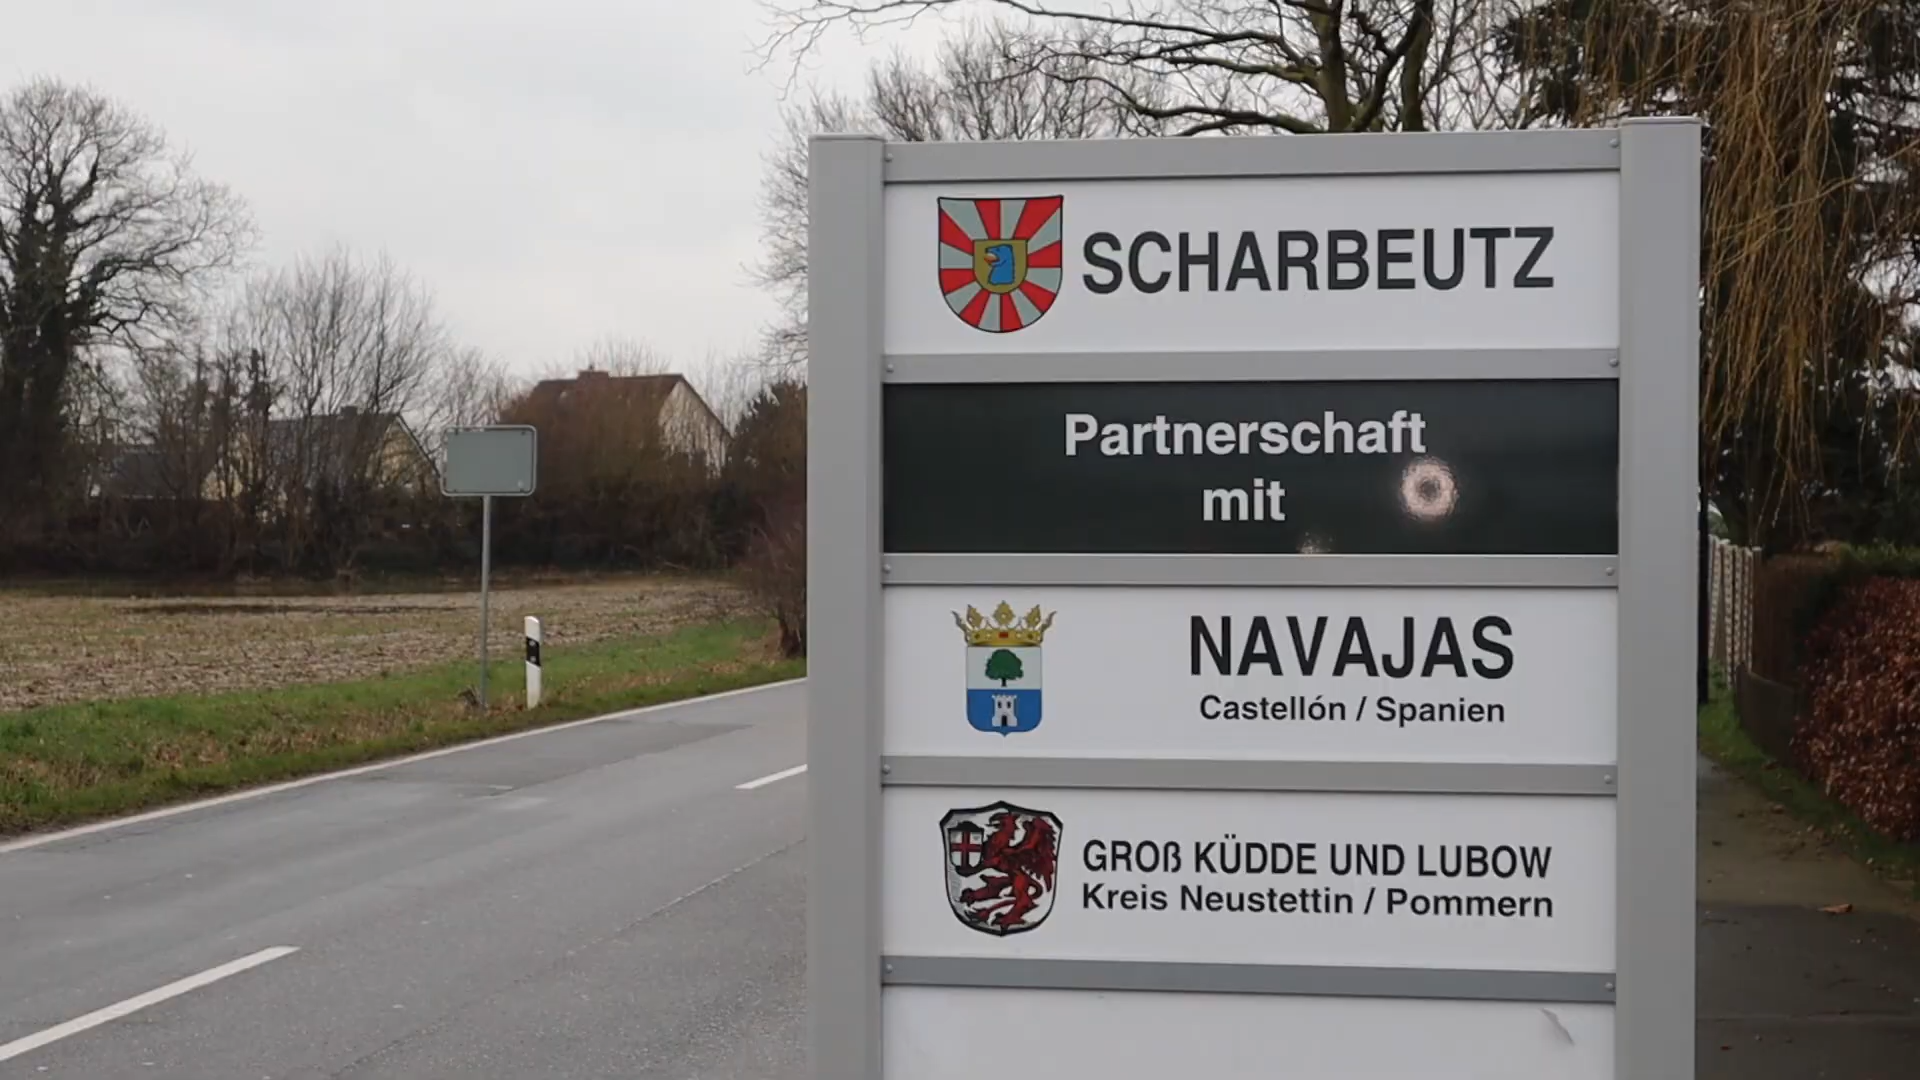 SCHARBEUTZ
Partnerschaft
mit
NAVAJAS
Castellón / Spanien
GROß KÜDDE UND LUBOW
Kreis Neustettin / Pommern